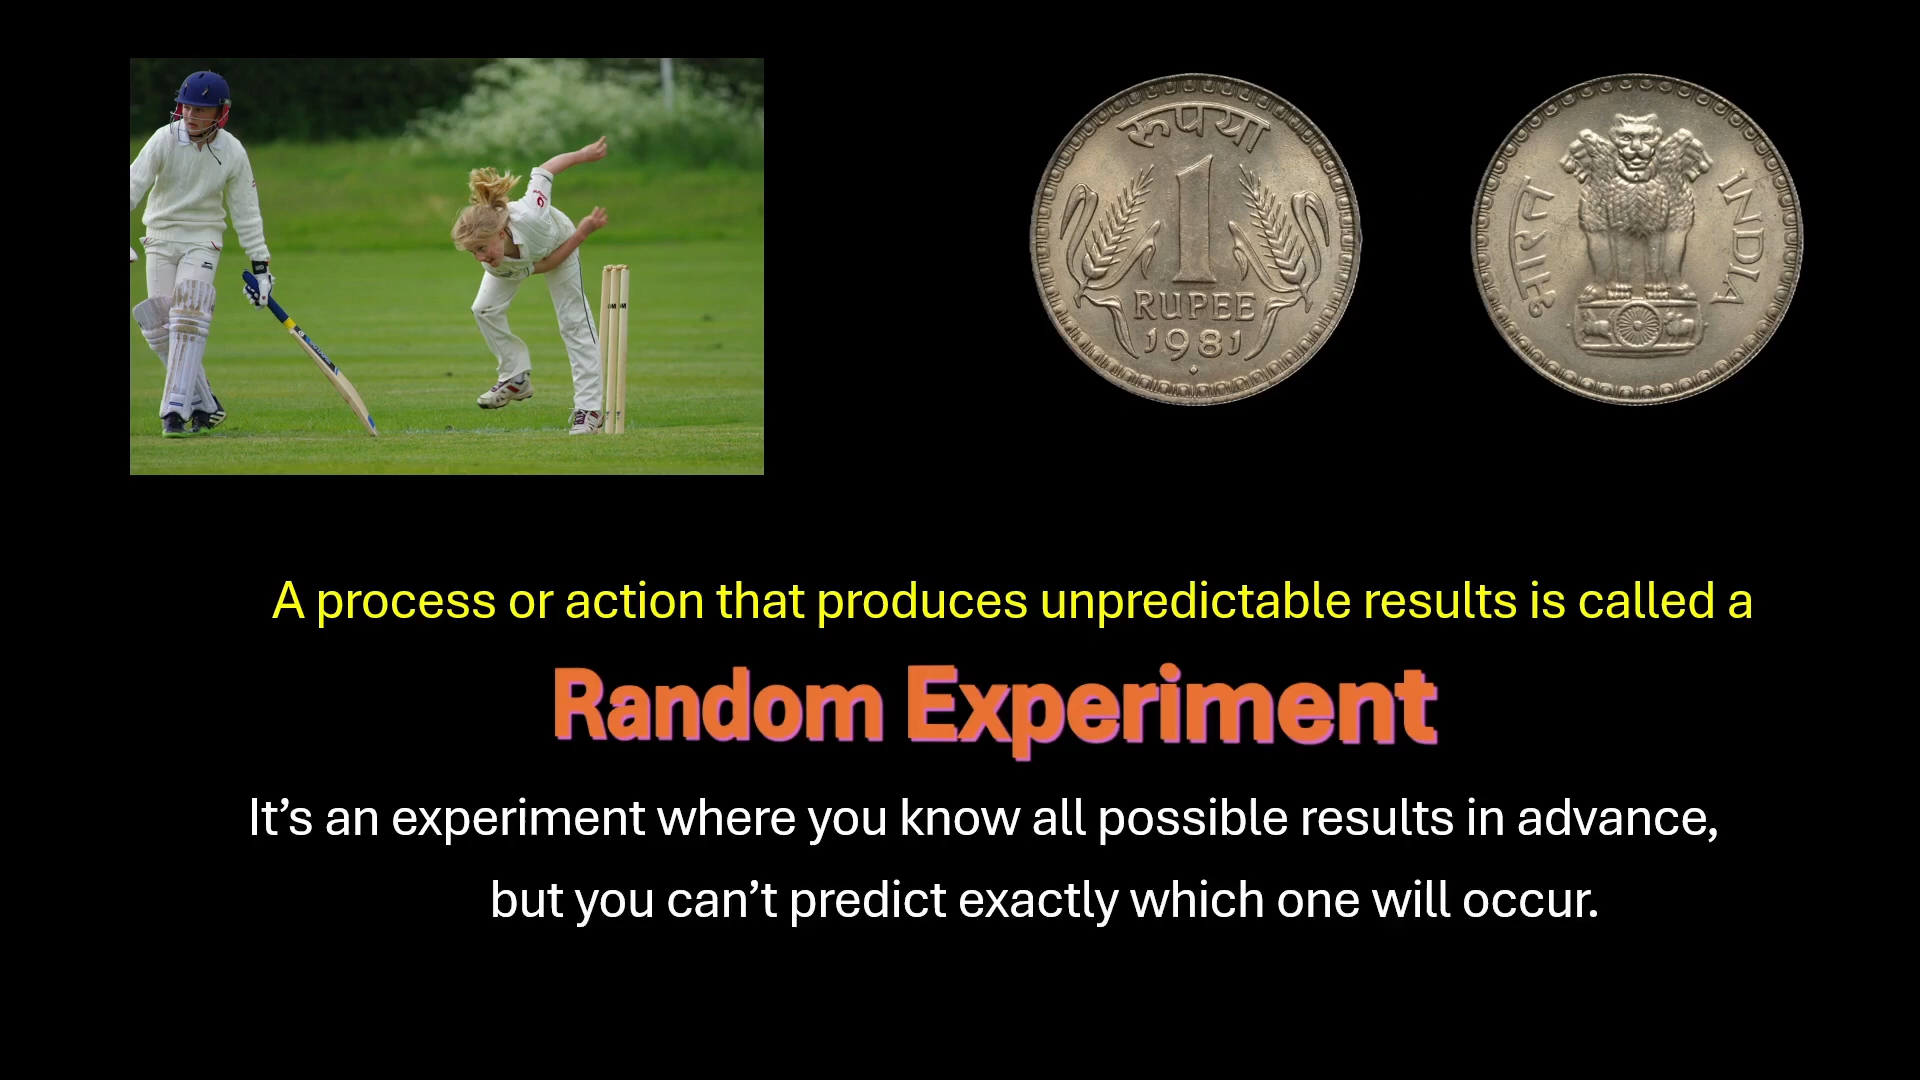 रूपया
1
RUPEE
1981
भारत
INDIA
A process or action that produces unpredictable results is called a
Random Experiment
It’s an experiment where you know all possible results in advance,
but you can’t predict exactly which one will occur.